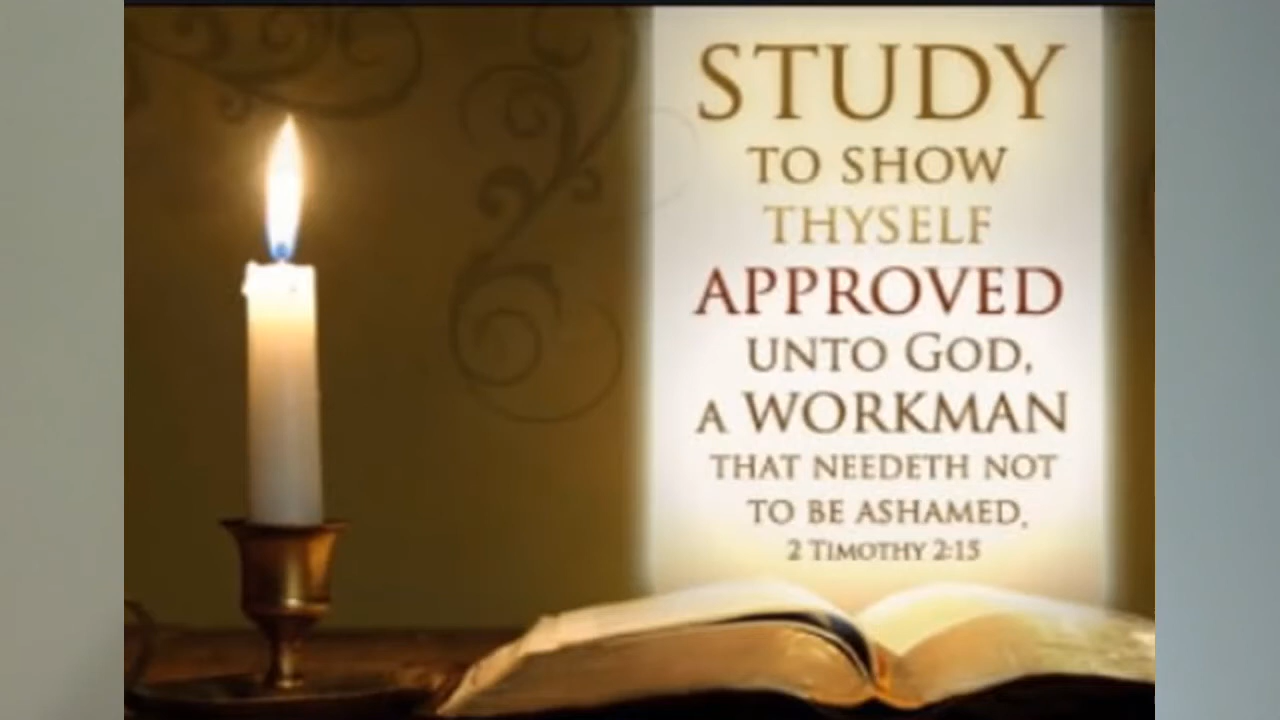 STUDY
TO SHOW
THYSELF
APPROVED
UNTO GOD,
A WORKMAN
THAT NEEDETH NOT
TO BE ASHAMED,
2 TIMOTHY 2:15